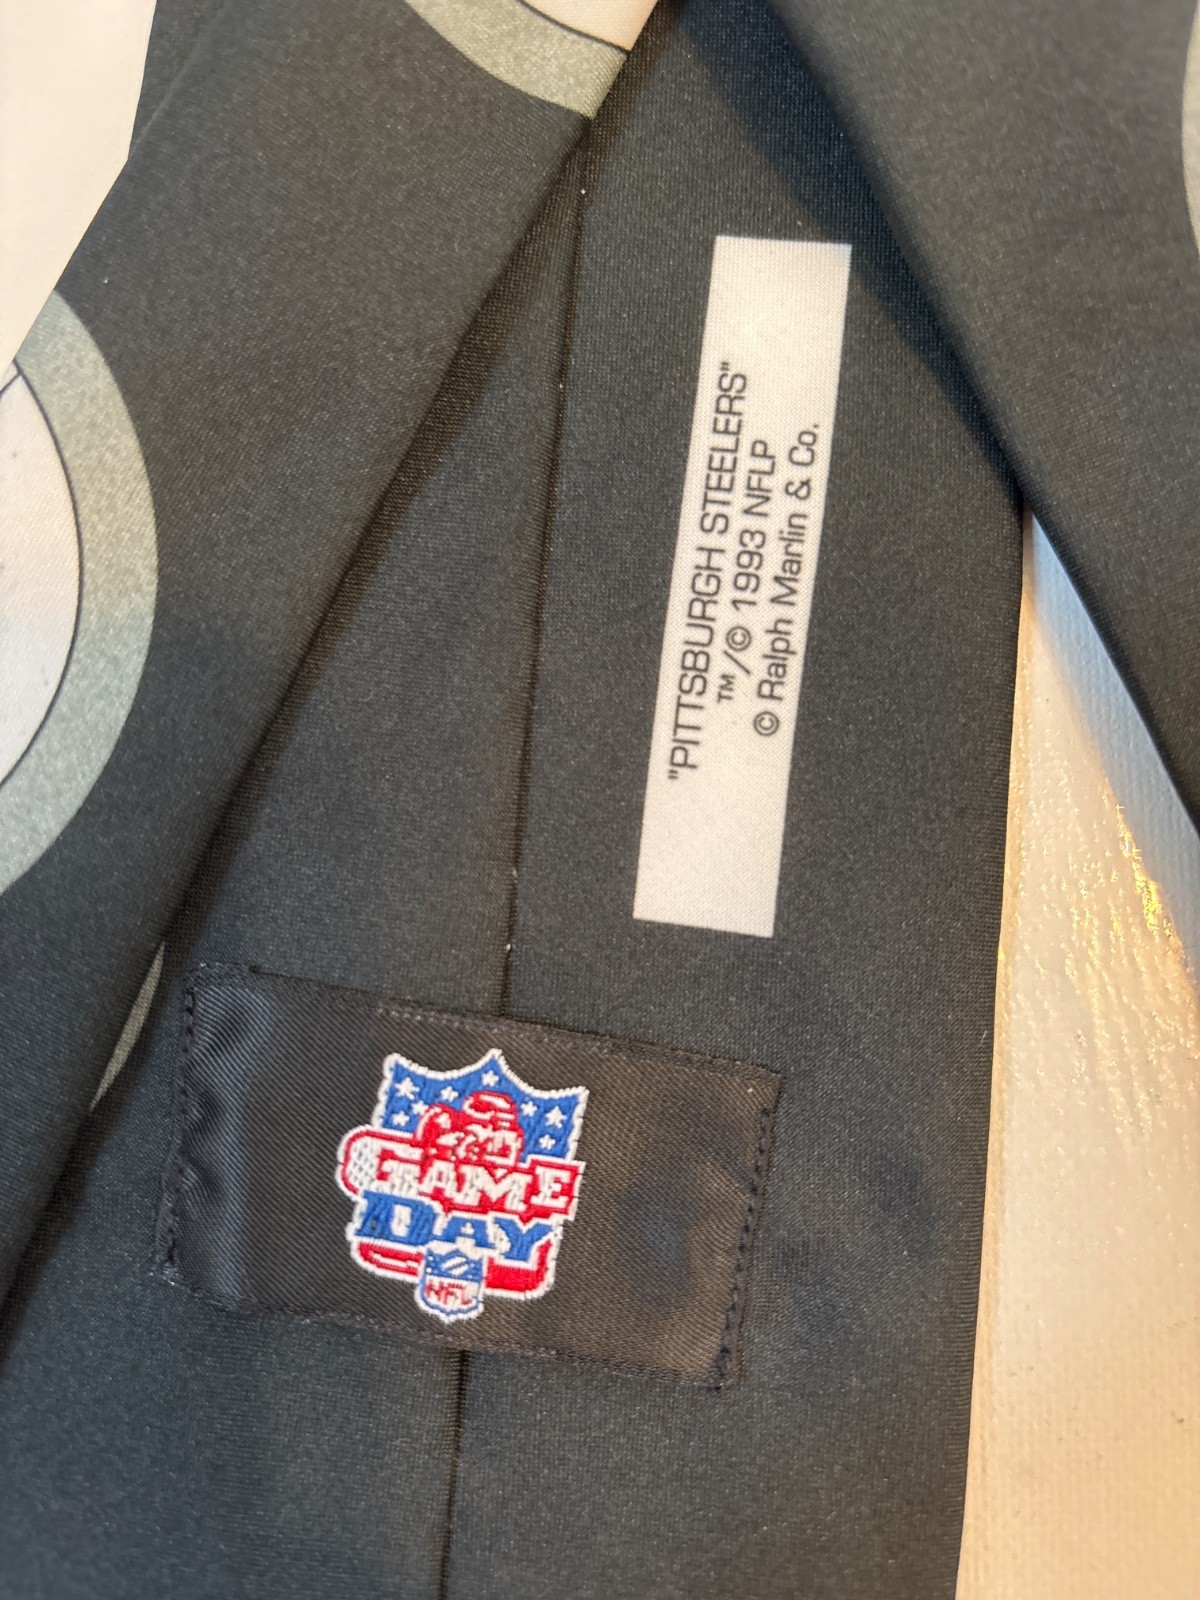 "PITTSBURGH STEELERS"
™/© 1993 NFLP
© Ralph Marlin & Co.
GAME
DAY
NFL